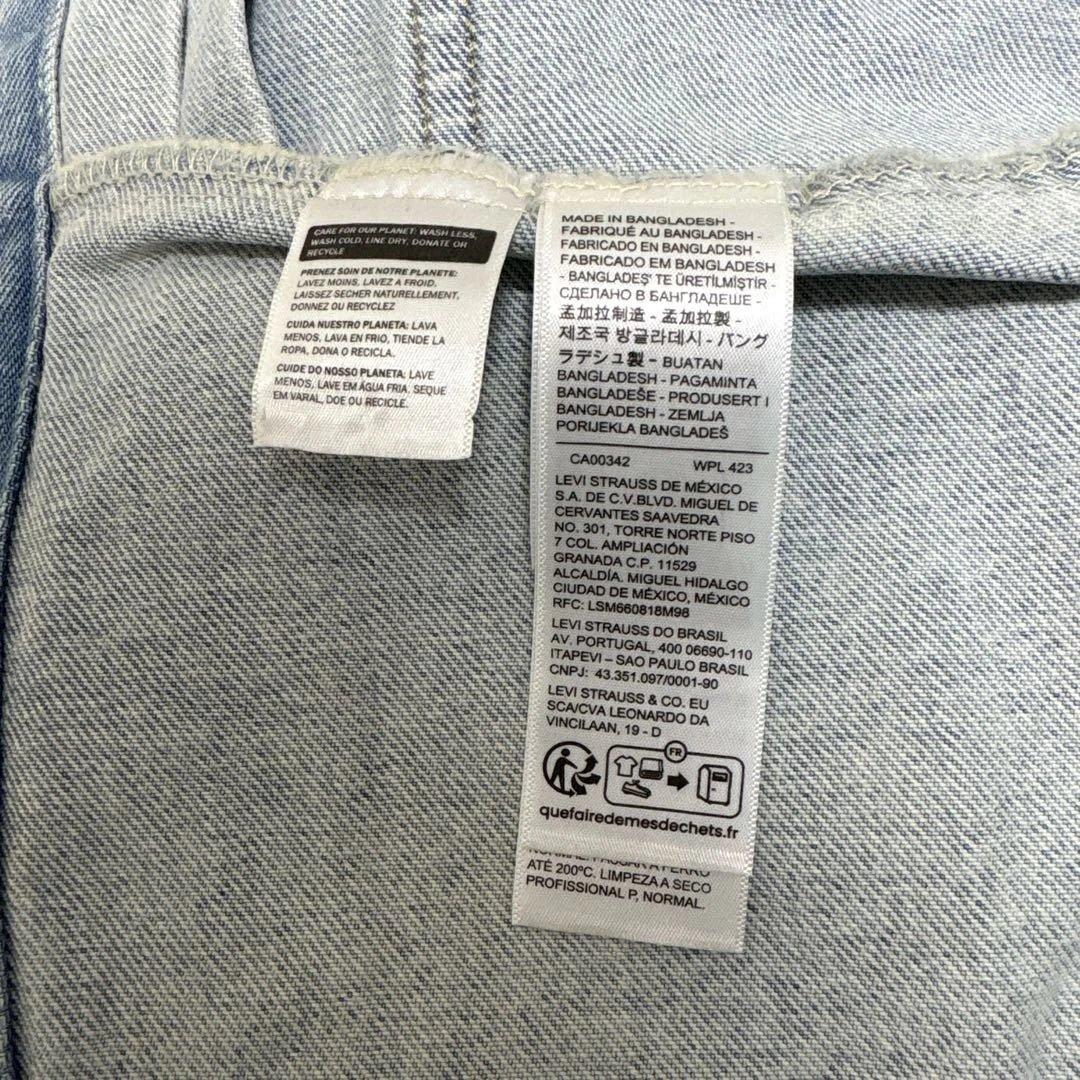 CARE FOR OUR PLANET: WASH LESS,
WASH COLD, LINE DRY, DONATE OR
RECYCLE
PRENEZ SOIN DE NOTRE PLANETE:
LAVEZ MOINS, LAVEZ A FROID,
LAISSEZ SECHER NATURELLEMENT,
DONNEZ OU RECYCLEZ
CUIDA NUESTRO PLANETA: LAVA
MENOS, LAVA EN FRIO, TIENDE LA
ROPA, DONA O RECICLA.
CUIDE DO NOSSO PLANETA: LAVE
MENOS, LAVE EM ÁGUA FRIA, SEQUE
EM VARAL, DOE OU RECICLE.
MADE IN BANGLADESH -
FABRIQUÉ AU BANGLADESH -
FABRICADO EN BANGLADESH -
FABRICADO EM BANGLADESH
- BANGLADEŞ' TE ÜRETİLMİŞTİR -
СДЕЛАНО В БАНГЛАДЕШЕ -
孟加拉制造 - 孟加拉製 -
제조국 방글라데시 - バング
ラデシュ製 - BUATAN
BANGLADESH - PAGAMINTA
BANGLADEŠE - PRODUSERT I
BANGLADESH - ZEMLJA
PORIJEKLA BANGLADEŠ
CA00342 WPL 423
LEVI STRAUSS DE MÉXICO
S.A. DE C.V.BLVD. MIGUEL DE
CERVANTES SAAVEDRA
NO. 301, TORRE NORTE PISO
7 COL. AMPLIACIÓN
GRANADA C.P. 11529
ALCALDÍA. MIGUEL HIDALGO
CIUDAD DE MÉXICO, MÉXICO
RFC: LSM660818M98
LEVI STRAUSS DO BRASIL
AV. PORTUGAL, 400 06690-110
ITAPEVI – SAO PAULO BRASIL
CNPJ: 43.351.097/0001-90
LEVI STRAUSS & CO. EU
SCA/CVA LEONARDO DA
VINCILAAN, 19 - D
FR
quefairedemesdechets.fr
ATÉ 200ºC. LIMPEZA A SECO
PROFISSIONAL P, NORMAL.